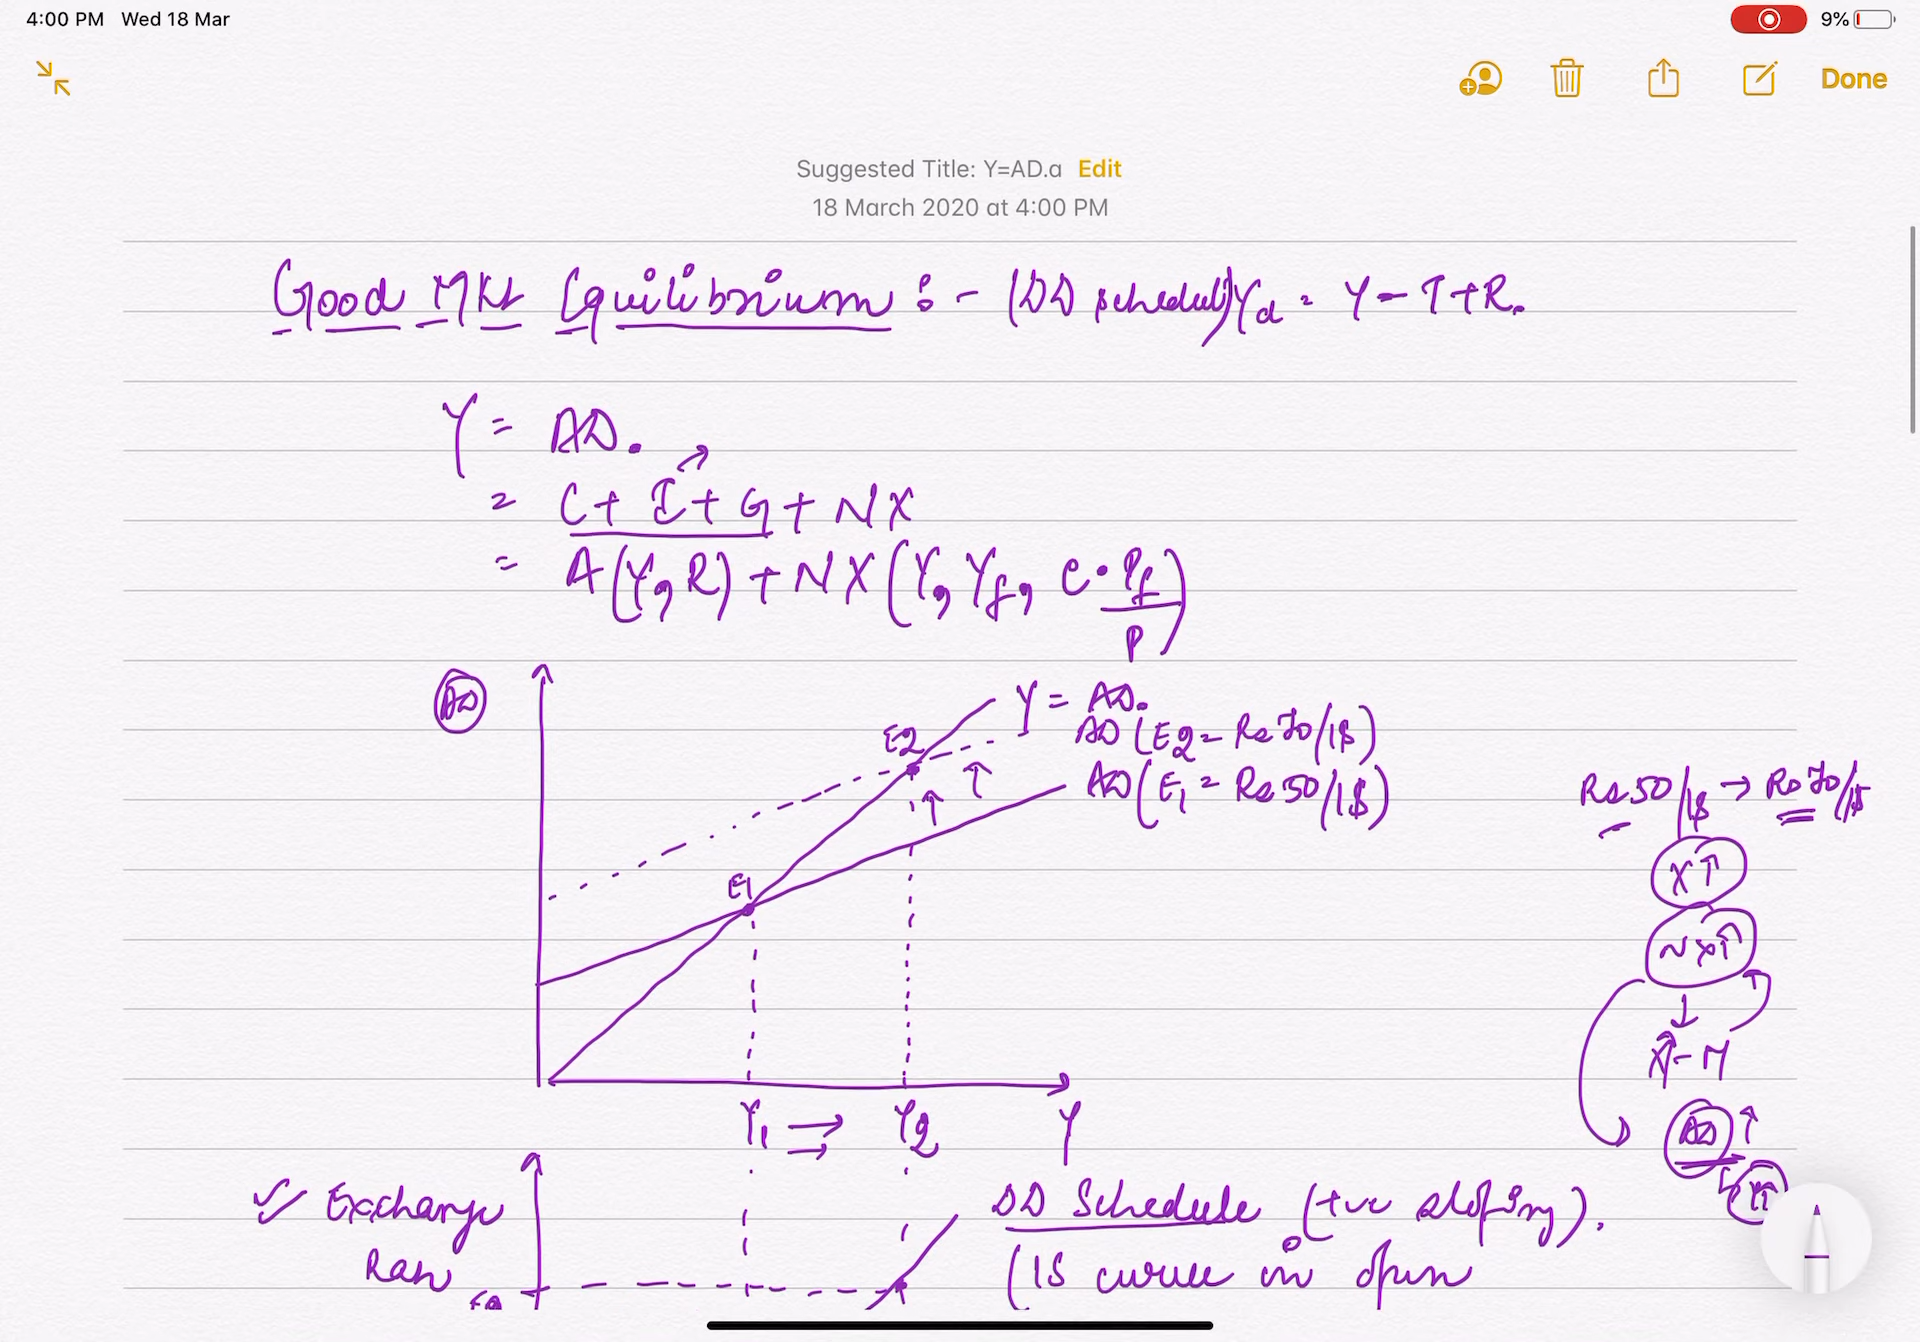 4:00 PM Wed 18 Mar
9%
Done
Suggested Title: Y=AD.a Edit
18 March 2020 at 4:00 PM
Good Mkt Equilibrium :- (DD schedule) Yd = Y - T + R.
Y = AD.
= C + I + G + NX
= A(Y, R) + NX(Y, Yf, e·Pf/P)
AD
Y = AD.
E2
AD (E2 = Rs 70/1$)
AD (E1 = Rs 50/1$)
Rs 50/1$ → Rs 70/1$
X↑
E1
NX↑
↓
X↑ - M
Y1 → Y2 Y
AD ↑
Y↑
Exchange
Rate
DD Schedule (+ve sloping).
(IS curve in open